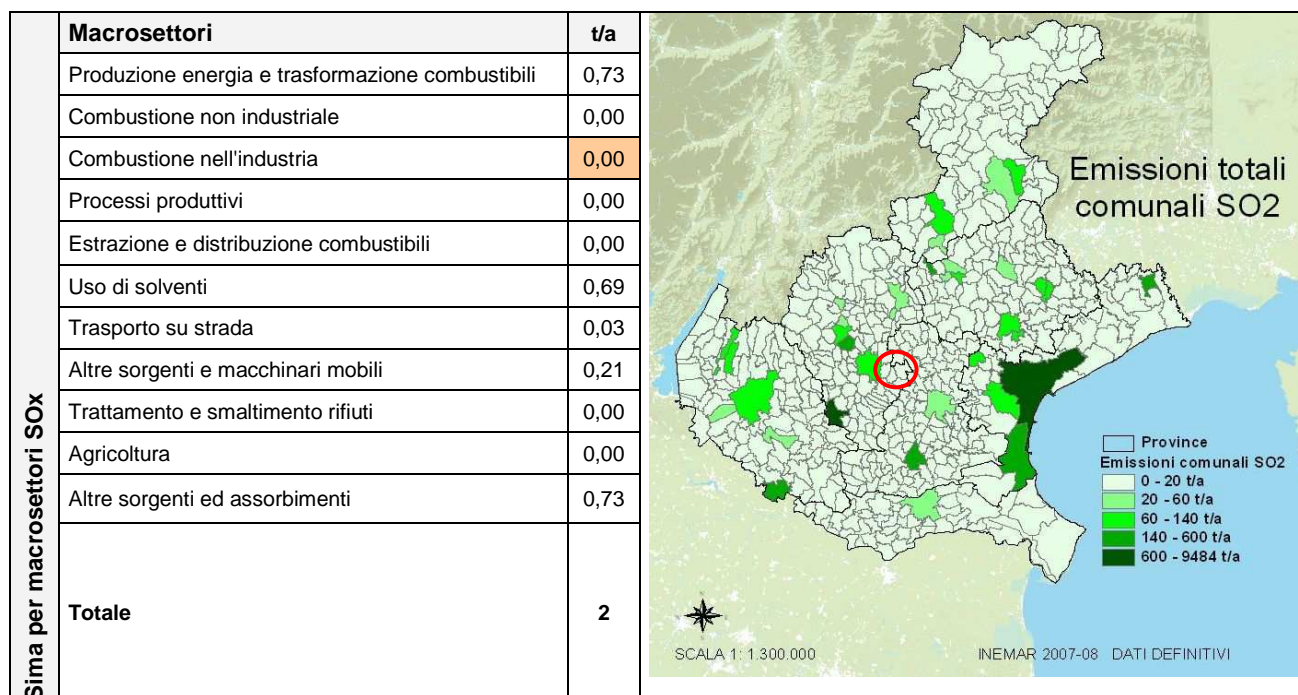 Sima per macrosettori SOx
Macrosettori t/a
Produzione energia e trasformazione combustibili 0,73
Combustione non industriale 0,00
Combustione nell'industria 0,00
Processi produttivi 0,00
Estrazione e distribuzione combustibili 0,00
Uso di solventi 0,69
Trasporto su strada 0,03
Altre sorgenti e macchinari mobili 0,21
Trattamento e smaltimento rifiuti 0,00
Agricoltura 0,00
Altre sorgenti ed assorbimenti 0,73
Totale 2
Emissioni totali
comunali SO2
Province
Emissioni comunali SO2
0 - 20 t/a
20 - 60 t/a
60 - 140 t/a
140 - 600 t/a
600 - 9484 t/a
SCALA 1: 1.300.000 INEMAR 2007-08 DATI DEFINITIVI